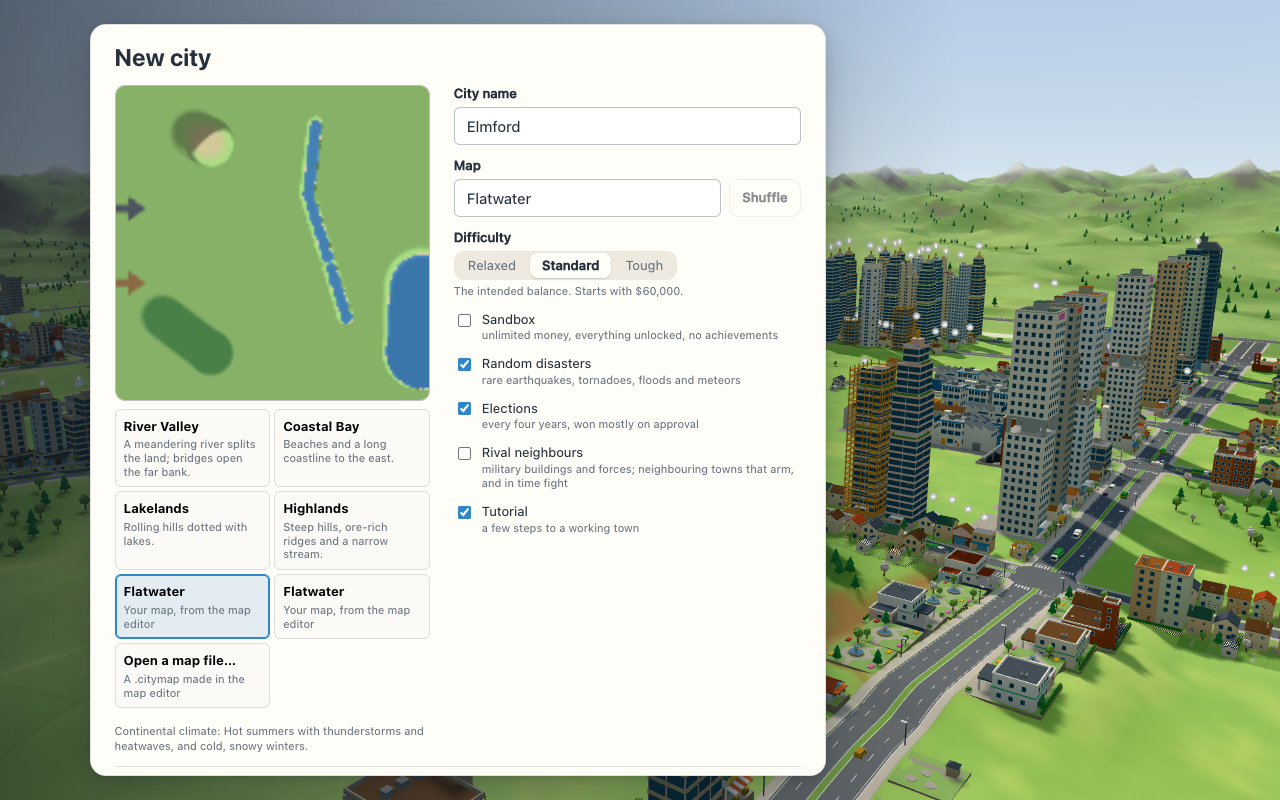 New city
City name
Elmford
Map
Flatwater
Shuffle
Difficulty
Relaxed
Standard
Tough
The intended balance. Starts with $60,000.
Sandbox
unlimited money, everything unlocked, no achievements
Random disasters
rare earthquakes, tornadoes, floods and meteors
Elections
every four years, won mostly on approval
Rival neighbours
military buildings and forces; neighbouring towns that arm,
and in time fight
Tutorial
a few steps to a working town
River Valley
A meandering river splits
the land; bridges open
the far bank.
Coastal Bay
Beaches and a long
coastline to the east.
Lakelands
Rolling hills dotted with
lakes.
Highlands
Steep hills, ore-rich
ridges and a narrow
stream.
Flatwater
Your map, from the map
editor
Flatwater
Your map, from the map
editor
Open a map file...
A .citymap made in the
map editor
Continental climate: Hot summers with thunderstorms and
heatwaves, and cold, snowy winters.